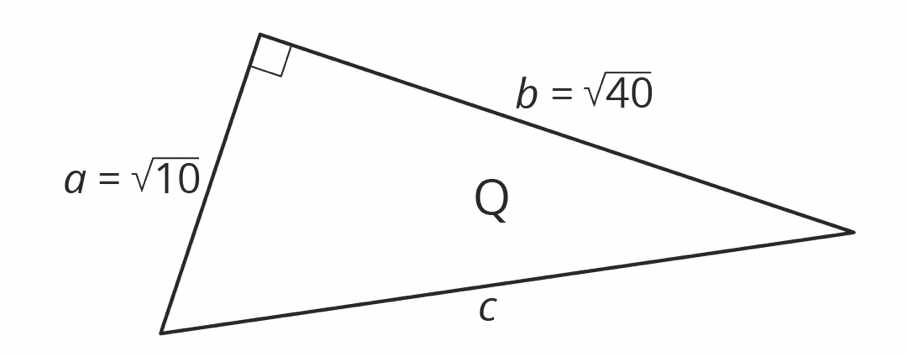 b = √40
a = √10
Q
c